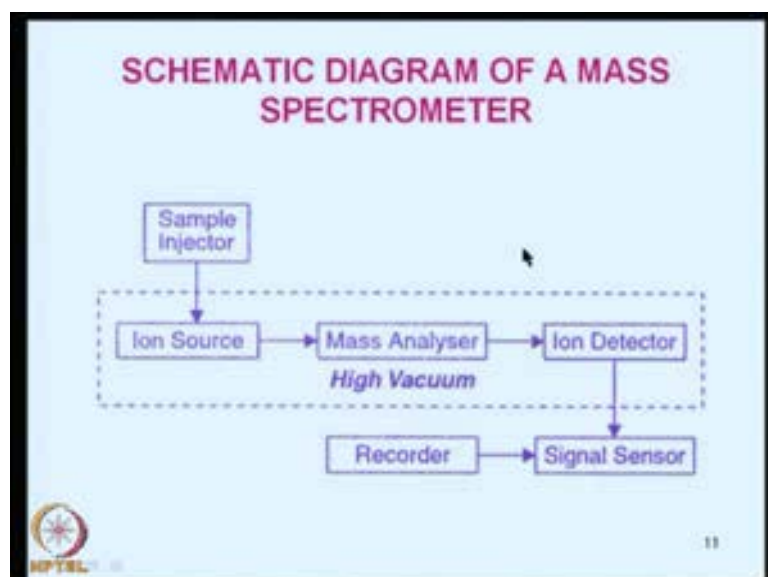 SCHEMATIC DIAGRAM OF A MASS
SPECTROMETER
Sample
Injector
Ion Source
Mass Analyser
Ion Detector
High Vacuum
Recorder
Signal Sensor
11
NPTEL